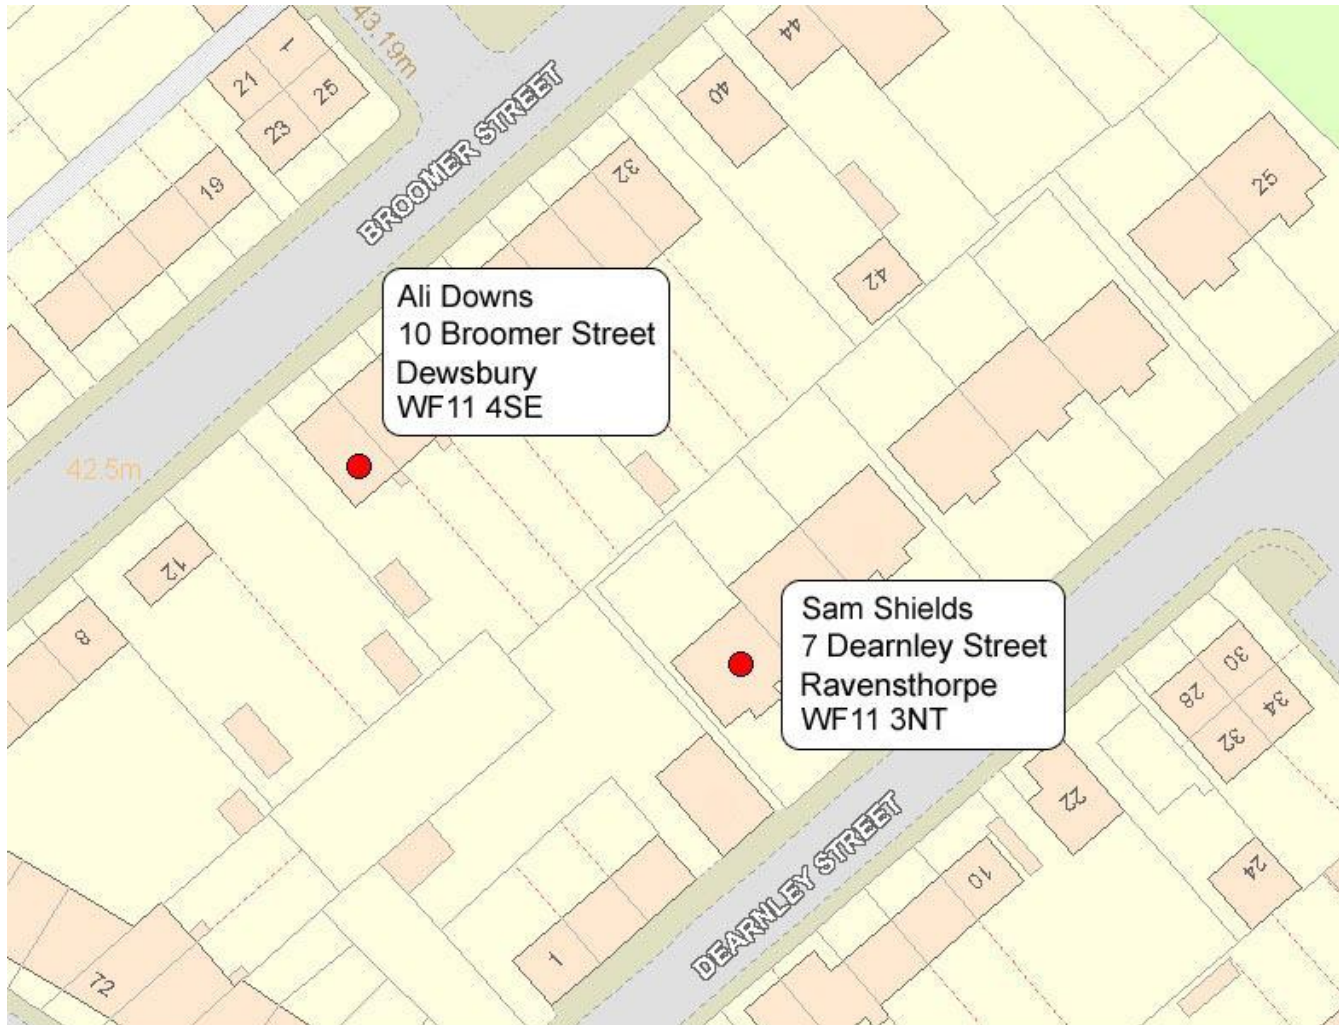 43.19m
1
21
25
23
19
BROOMER STREET
44
40
32
25
42
Ali Downs
10 Broomer Street
Dewsbury
WF11 4SE
42.5m
12
8
Sam Shields
7 Dearnley Street
Ravensthorpe
WF11 3NT
30
28
34
32
22
DEARNLEY STREET
10
24
1
72